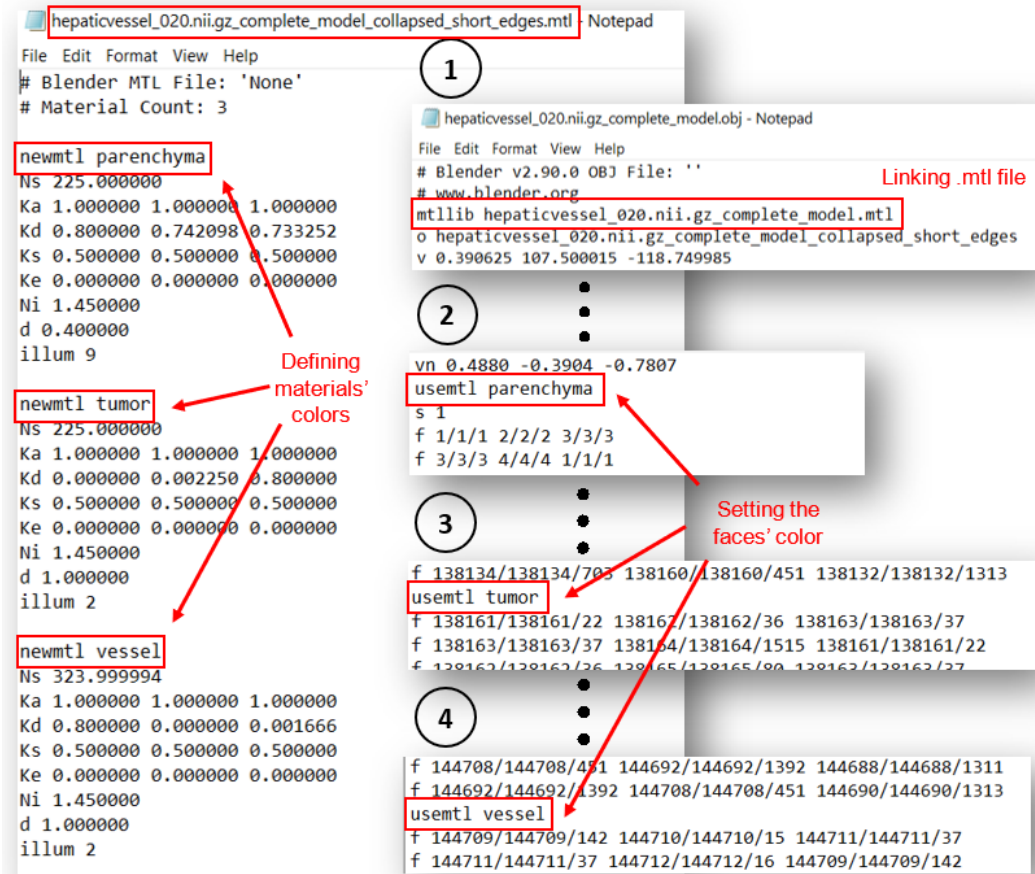 hepaticvessel_020.nii.gz_complete_model_collapsed_short_edges.mtl - Notepad
File Edit Format View Help
# Blender MTL File: 'None'
# Material Count: 3
newmtl parenchyma
Ns 225.000000
Ka 1.000000 1.000000 1.000000
Kd 0.800000 0.742098 0.733252
Ks 0.500000 0.500000 0.500000
Ke 0.000000 0.000000 0.000000
Ni 1.450000
d 0.400000
illum 9
newmtl tumor
Ns 225.000000
Ka 1.000000 1.000000 1.000000
Kd 0.000000 0.002250 0.800000
Ks 0.500000 0.500000 0.500000
Ke 0.000000 0.000000 0.000000
Ni 1.450000
d 1.000000
illum 2
newmtl vessel
Ns 323.999994
Ka 1.000000 1.000000 1.000000
Kd 0.800000 0.000000 0.001666
Ks 0.500000 0.500000 0.500000
Ke 0.000000 0.000000 0.000000
Ni 1.450000
d 1.000000
illum 2
Defining
materials'
colors
1
hepaticvessel_020.nii.gz_complete_model.obj - Notepad
File Edit Format View Help
# Blender v2.90.0 OBJ File: ''
# www.blender.org
Linking .mtl file
mtllib hepaticvessel_020.nii.gz_complete_model.mtl
o hepaticvessel_020.nii.gz_complete_model_collapsed_short_edges
v 0.390625 107.500015 -118.749985
2
vn 0.4880 -0.3904 -0.7807
usemtl parenchyma
s 1
f 1/1/1 2/2/2 3/3/3
f 3/3/3 4/4/4 1/1/1
3
Setting the
faces' color
f 138134/138134/703 138160/138160/451 138132/138132/1313
usemtl tumor
f 138161/138161/22 138162/138162/36 138163/138163/37
f 138163/138163/37 138164/138164/1515 138161/138161/22
f 138162/138162/36 138165/138165/80 138163/138163/37
4
f 144708/144708/451 144692/144692/1392 144688/144688/1311
f 144692/144692/1392 144708/144708/451 144690/144690/1313
usemtl vessel
f 144709/144709/142 144710/144710/15 144711/144711/37
f 144711/144711/37 144712/144712/16 144709/144709/142